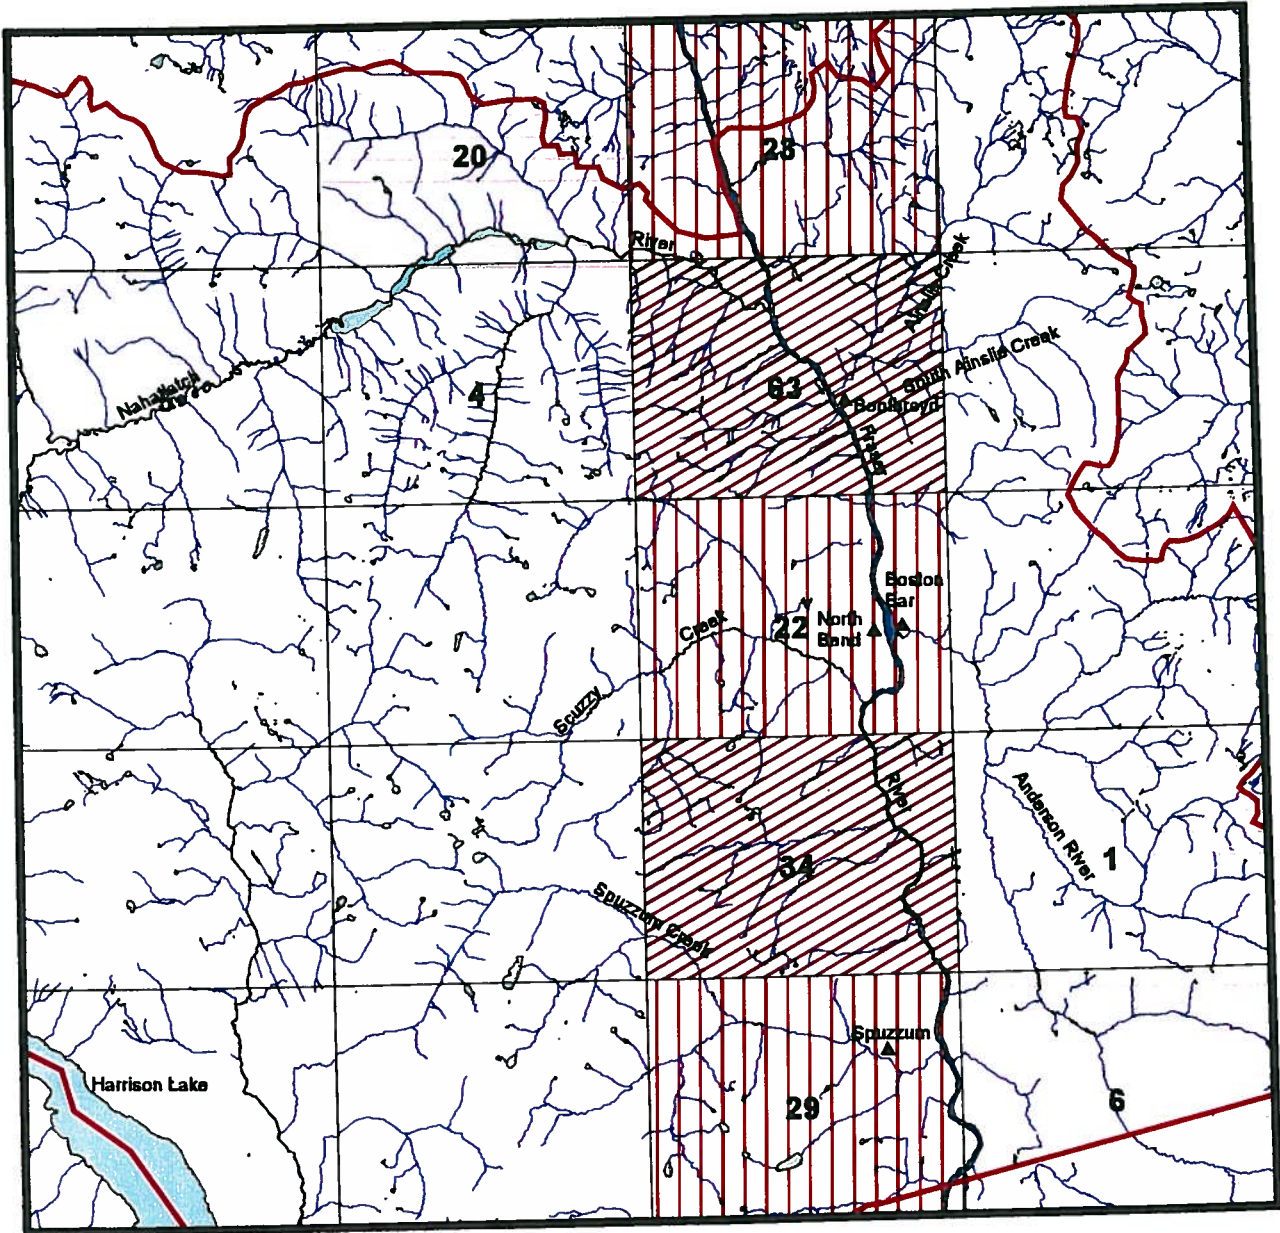 20
28
River
Ainslie Creek
South Ainslie Creek
63
Boothroyd
Nahatlatch
4
Fraser
Boston
Bar
22
North
Bend
Creek
Scuzzy
River
Anderson River
1
34
Spuzzum Creek
Spuzzum
Harrison Lake
29
6